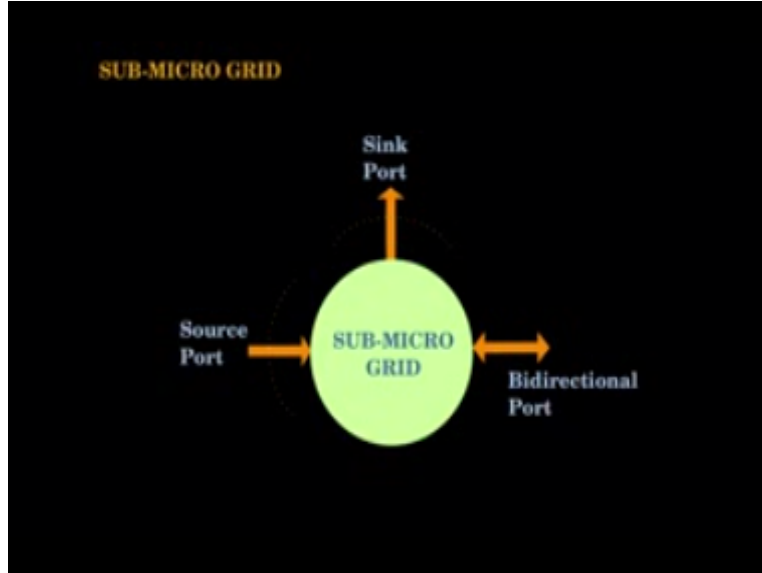 SUB-MICRO GRID
Sink
Port
Source
Port
SUB-MICRO
GRID
Bidirectional
Port